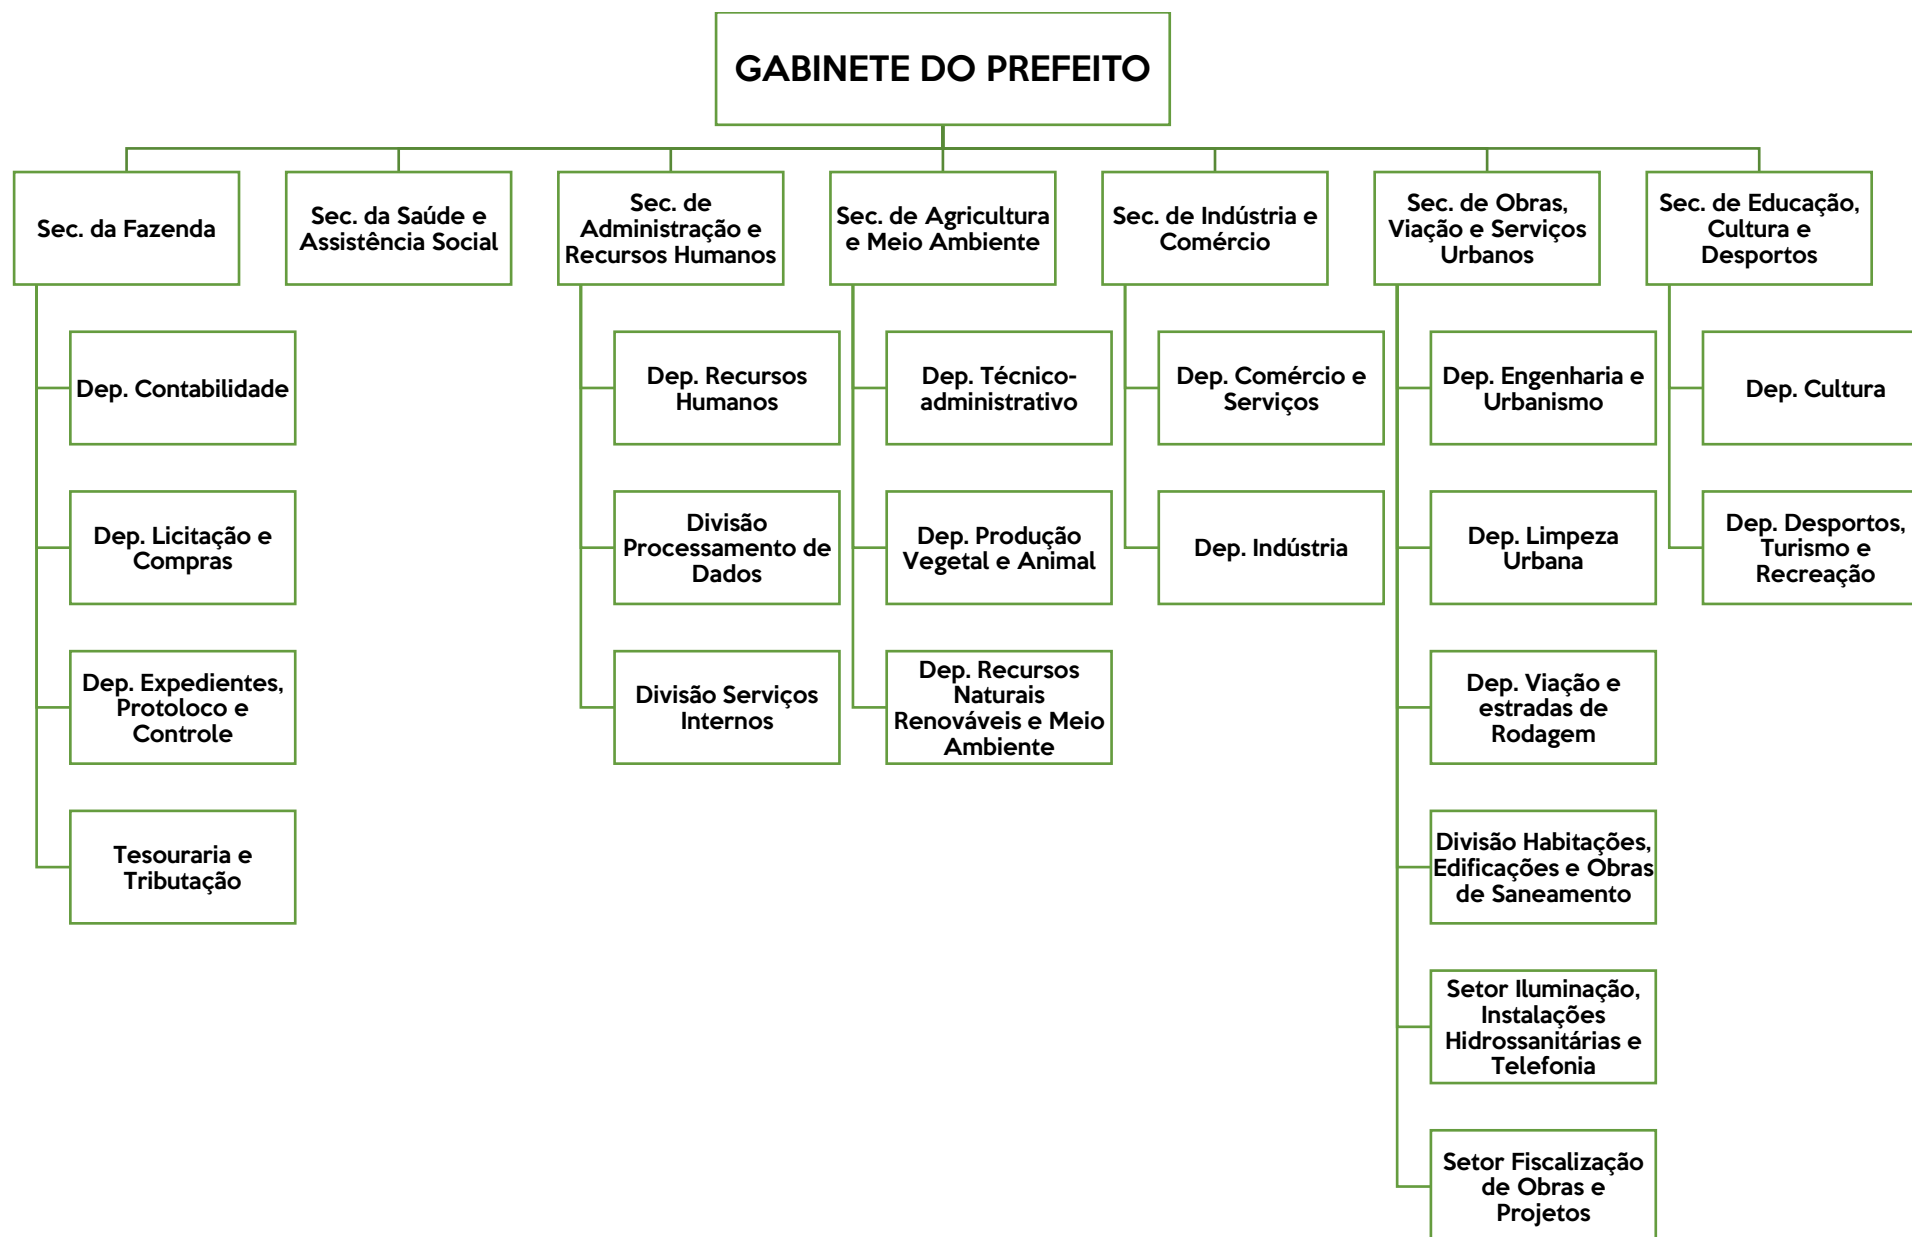 GABINETE DO PREFEITO
Sec. da Fazenda
Sec. da Saúde e
Assistência Social
Sec. de
Administração e
Recursos Humanos
Sec. de Agricultura
e Meio Ambiente
Sec. de Indústria e
Comércio
Sec. de Obras,
Viação e Serviços
Urbanos
Sec. de Educação,
Cultura e
Desportos
Dep. Contabilidade
Dep. Licitação e
Compras
Dep. Expedientes,
Protoloco e
Controle
Tesouraria e
Tributação
Dep. Recursos
Humanos
Divisão
Processamento de
Dados
Divisão Serviços
Internos
Dep. Técnico-
administrativo
Dep. Produção
Vegetal e Animal
Dep. Recursos
Naturais
Renováveis e Meio
Ambiente
Dep. Comércio e
Serviços
Dep. Indústria
Dep. Engenharia e
Urbanismo
Dep. Limpeza
Urbana
Dep. Viação e
estradas de
Rodagem
Divisão Habitações,
Edificações e Obras
de Saneamento
Setor Iluminação,
Instalações
Hidrossanitárias e
Telefonia
Setor Fiscalização
de Obras e
Projetos
Dep. Cultura
Dep. Desportos,
Turismo e
Recreação